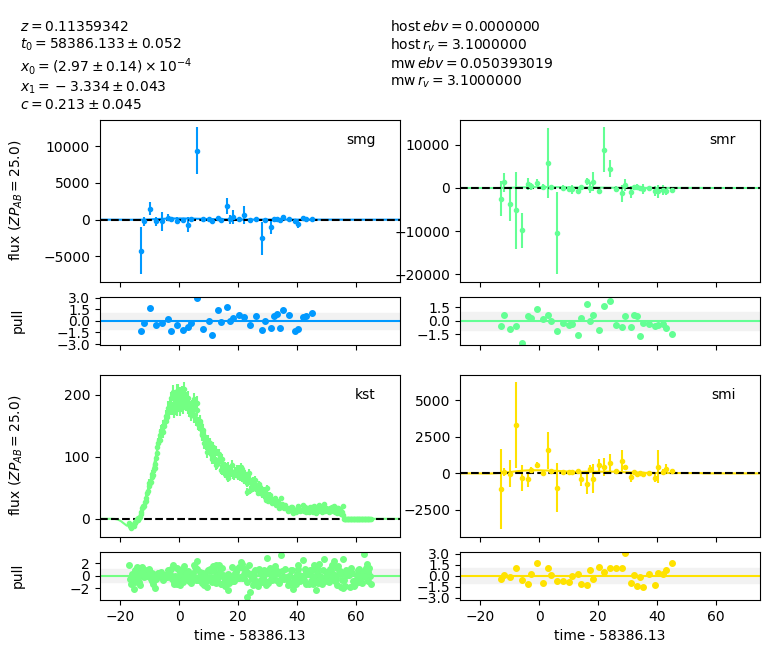 z = 0.11359342
t₀ = 58386.133 ± 0.052
x₀ = (2.97 ± 0.14) × 10⁻⁴
x₁ = −3.334 ± 0.043
c = 0.213 ± 0.045
host ebv = 0.0000000
host r_v = 3.1000000
mw ebv = 0.050393019
mw r_v = 3.1000000
flux (ZP_AB = 25.0)
10000
5000
0
−5000
smg
10000
0
−10000
−20000
smr
pull
3.0
1.5
0.0
−1.5
−3.0
1.5
0.0
−1.5
flux (ZP_AB = 25.0)
200
100
0
kst
5000
2500
0
−2500
smi
pull
2
0
−2
3.0
1.5
0.0
−1.5
−3.0
−20 0 20 40 60
−20 0 20 40 60
time - 58386.13
time - 58386.13